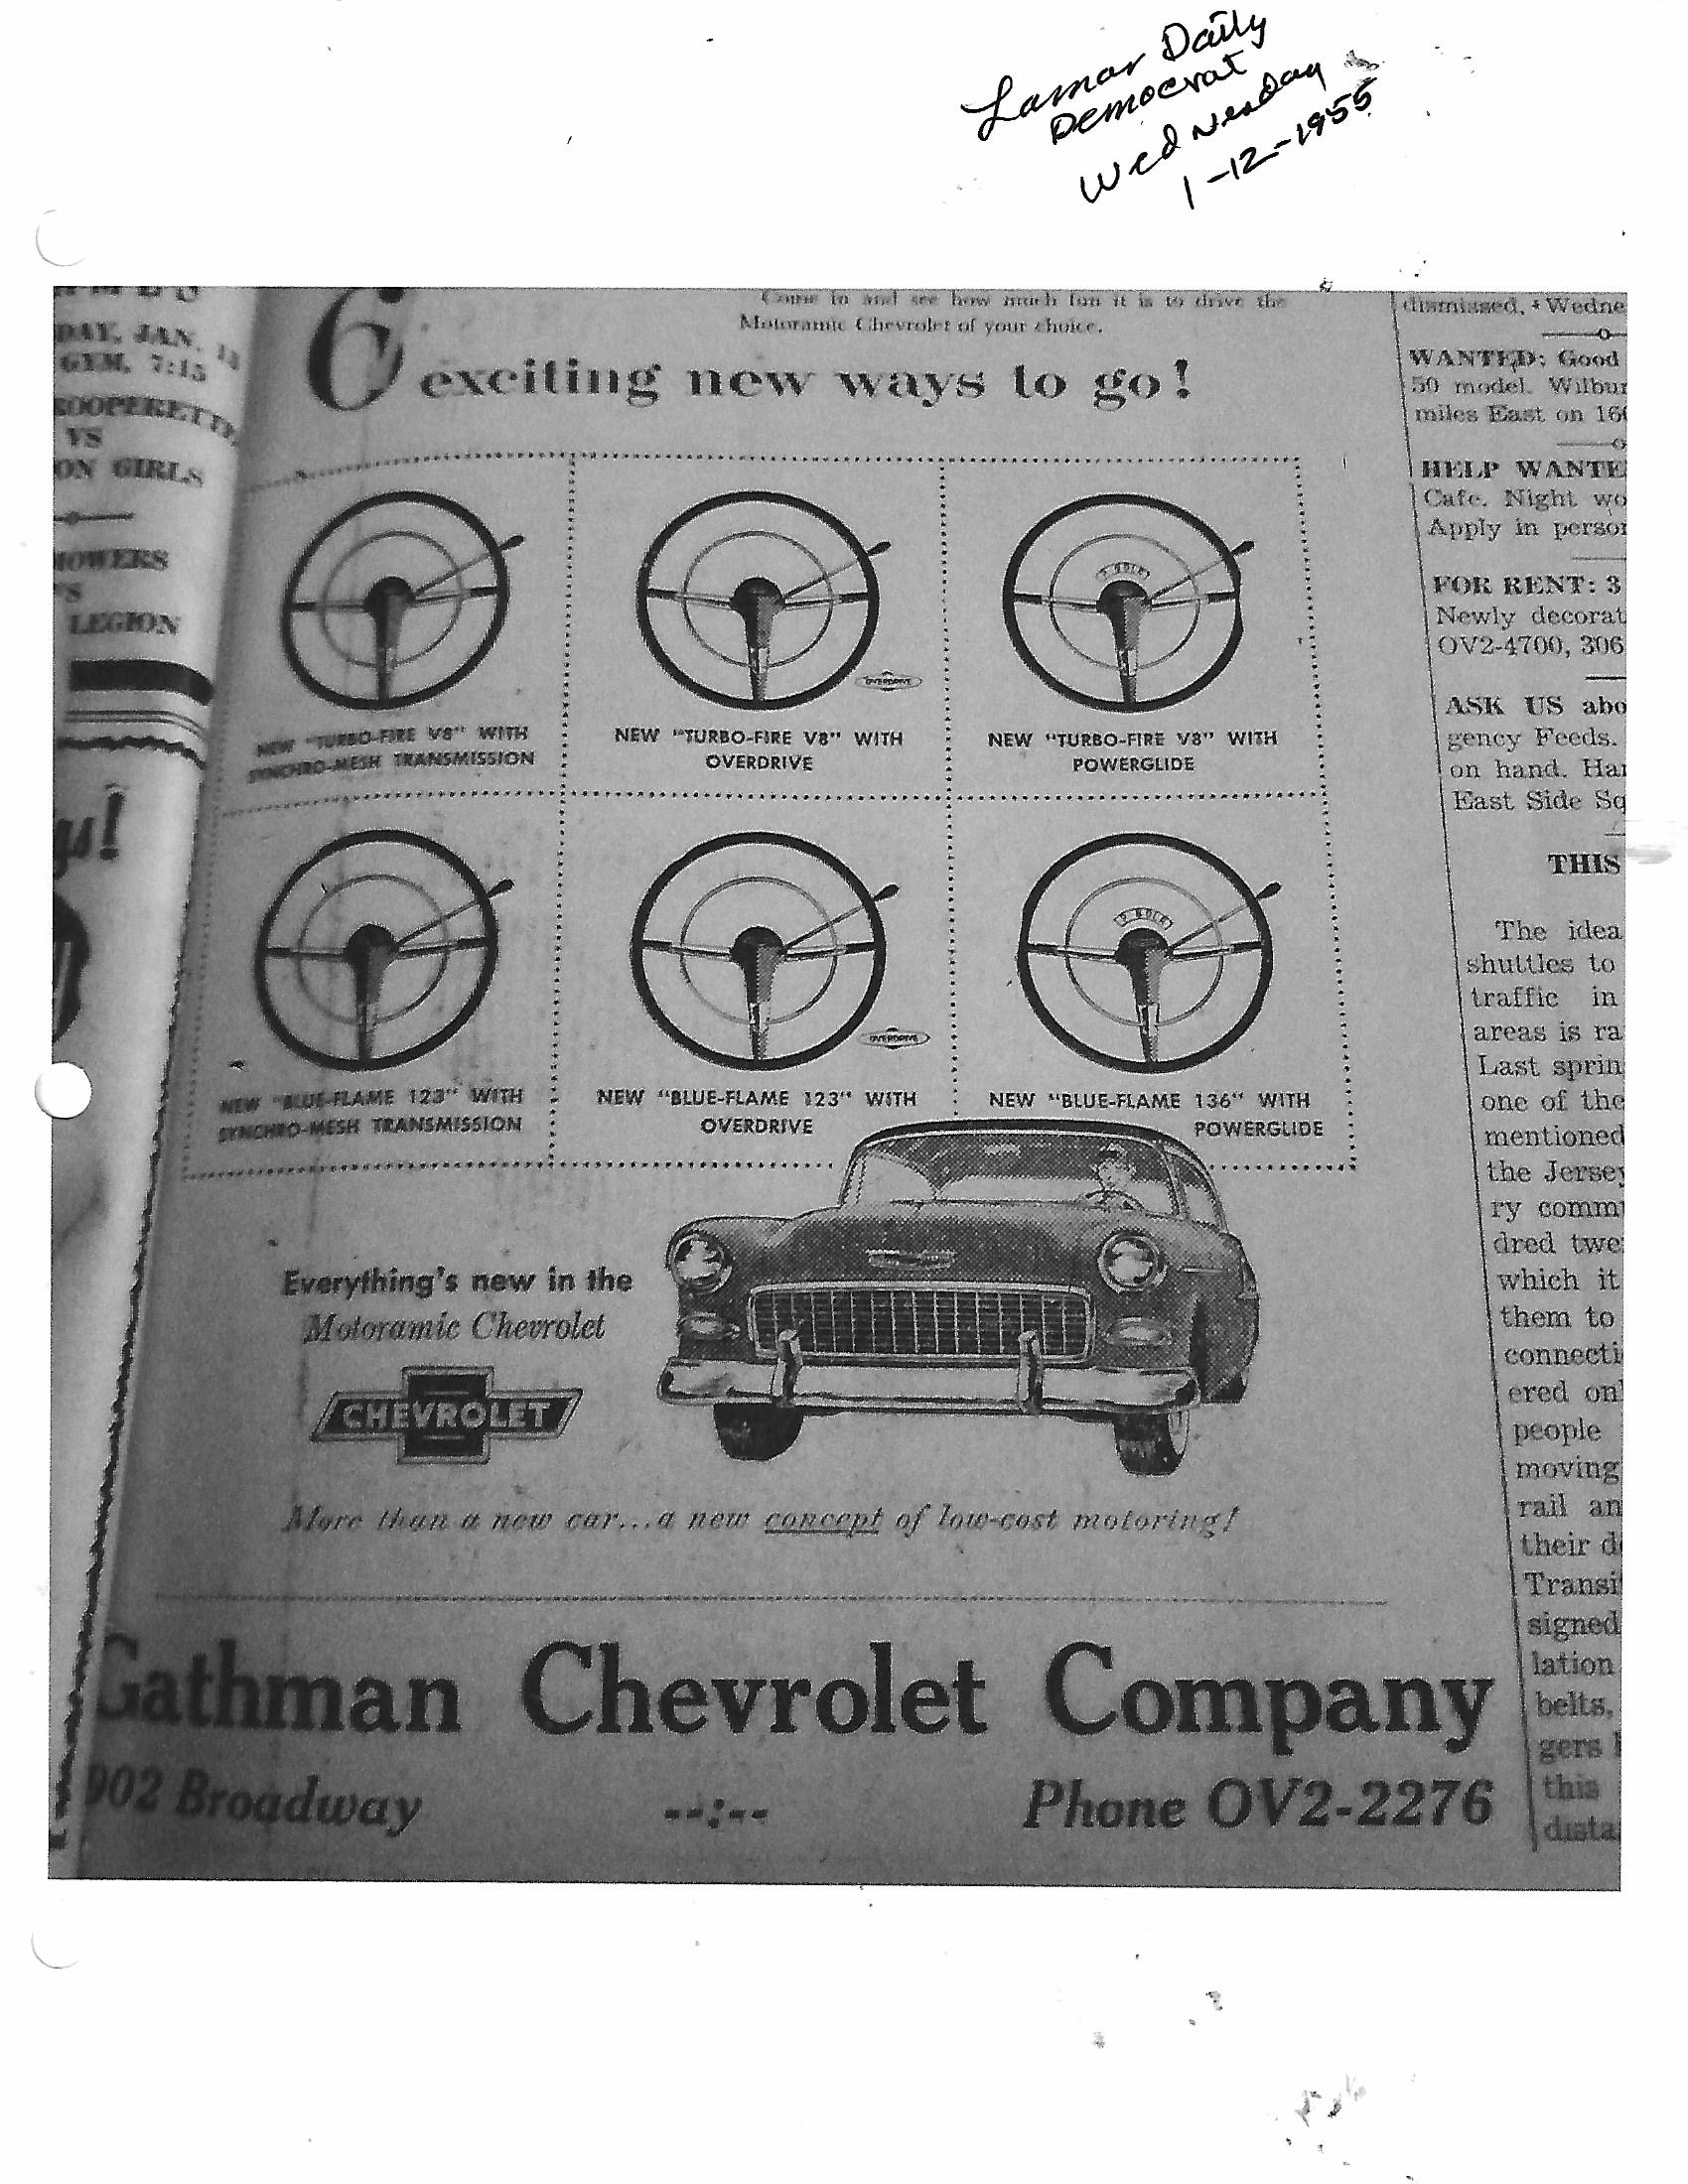 Lamar Daily
Democrat
Wednesday
1-12-1955
DAY, JAN.
GYM, 7:15
VS
ON GIRLS
LEGION
Come in and see how much fun it is to drive the
Motoramic Chevrolet of your choice.
6 exciting new ways to go!
NEW "TURBO-FIRE V8" WITH
SYNCHRO-MESH TRANSMISSION
OVERDRIVE
NEW "TURBO-FIRE V8" WITH
OVERDRIVE
NEW "TURBO-FIRE V8" WITH
POWERGLIDE
NEW "BLUE-FLAME 123" WITH
SYNCHRO-MESH TRANSMISSION
OVERDRIVE
NEW "BLUE-FLAME 123" WITH
OVERDRIVE
NEW "BLUE-FLAME 136" WITH
POWERGLIDE
Everything's new in the
Motoramic Chevrolet
CHEVROLET
More than a new car...a new concept of low-cost motoring!
Gathman Chevrolet Company
902 Broadway --:-- Phone OV2-2276
dismissed, Wedne
WANTED: Good
50 model. Wilbur
miles East on 16
HELP WANTE
Cafe. Night wo
Apply in person
FOR RENT: 3
Newly decorat
OV2-4700, 306
ASK US abo
gency Feeds.
on hand. Har
East Side Sq
THIS
The idea
shuttles to
traffic in
areas is ra
Last sprin
one of the
mentioned
the Jersey
ry comm
dred twe
which it
them to
connecti
ered on
people
moving
rail an
their d
Transi
signed
lation
belts,
gers
this
dista